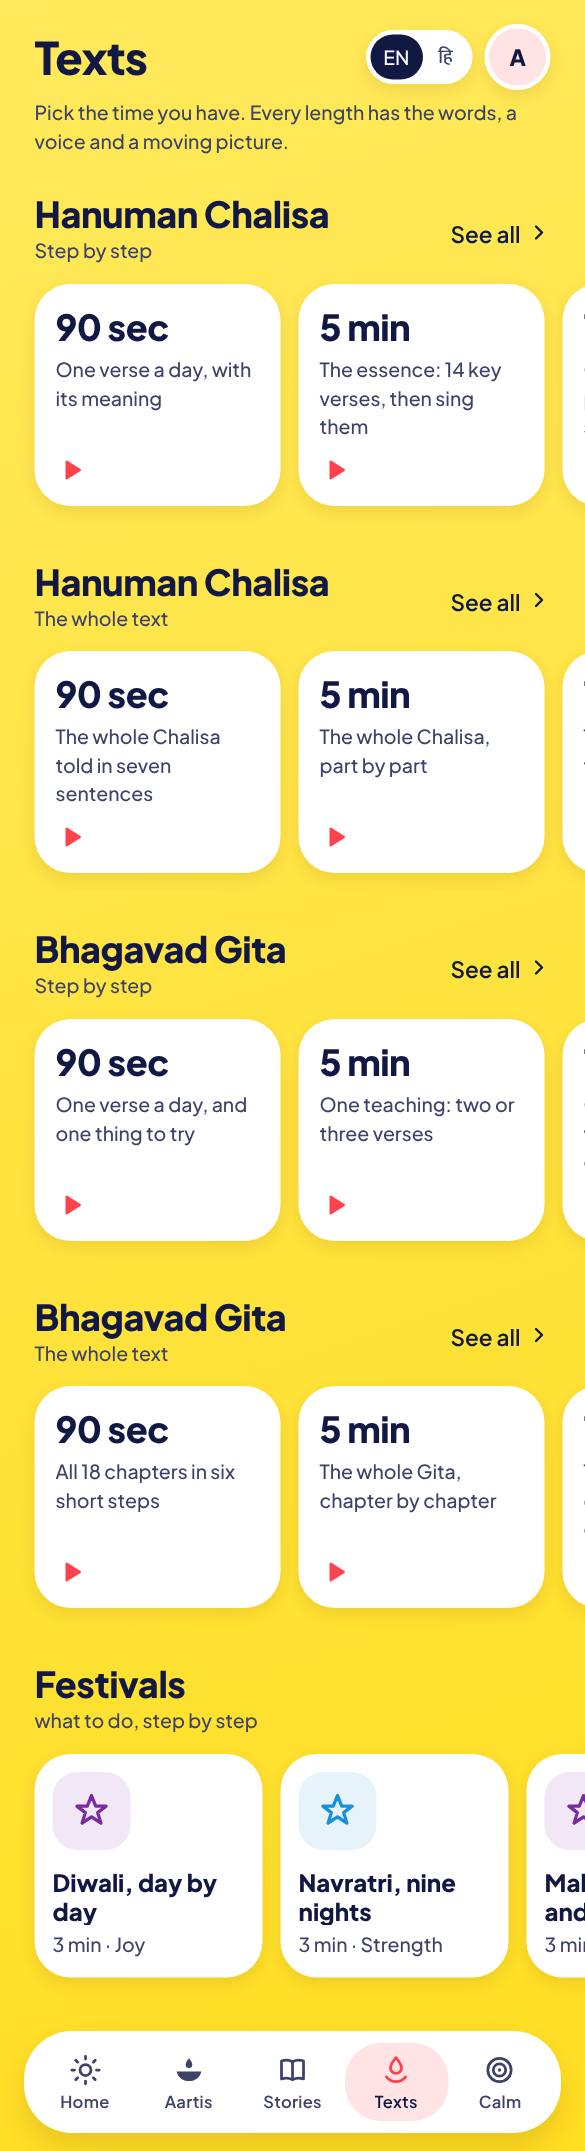 Texts
EN
हि
A
Pick the time you have. Every length has the words, a
voice and a moving picture.
Hanuman Chalisa
Step by step
See all
90 sec
One verse a day, with
its meaning
5 min
The essence: 14 key
verses, then sing
them
Hanuman Chalisa
The whole text
See all
90 sec
The whole Chalisa
told in seven
sentences
5 min
The whole Chalisa,
part by part
Bhagavad Gita
Step by step
See all
90 sec
One verse a day, and
one thing to try
5 min
One teaching: two or
three verses
Bhagavad Gita
The whole text
See all
90 sec
All 18 chapters in six
short steps
5 min
The whole Gita,
chapter by chapter
Festivals
what to do, step by step
Diwali, day by
day
3 min · Joy
Navratri, nine
nights
3 min · Strength
3 
Home
Aartis
Stories
Texts
Calm